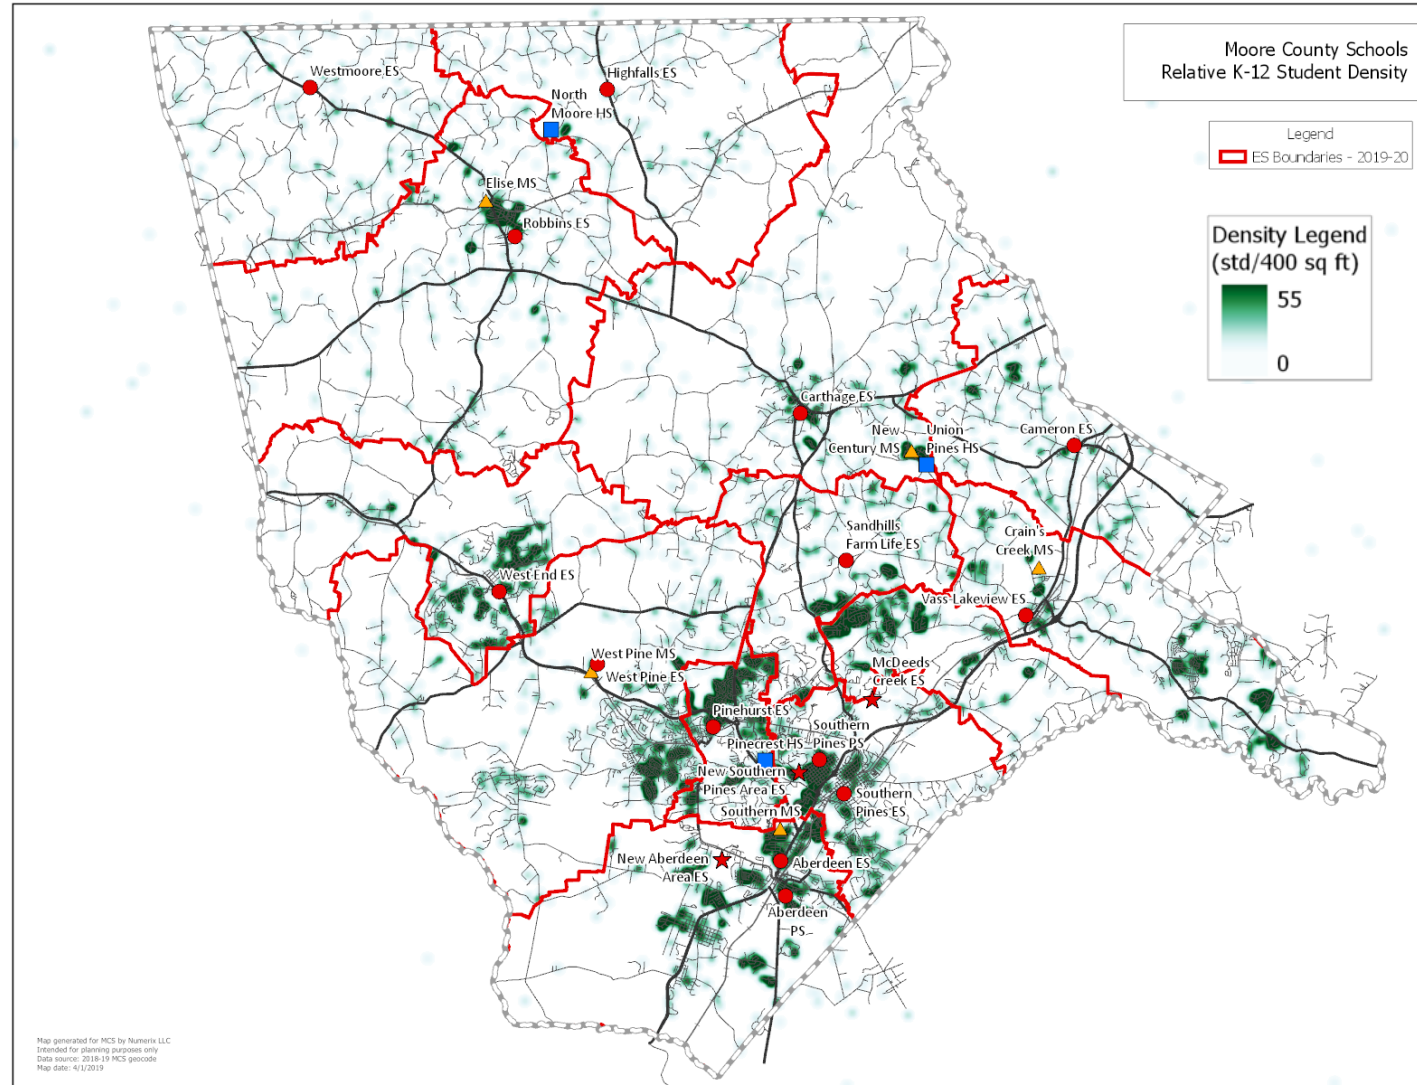 Moore County Schools
Relative K-12 Student Density
Legend
ES Boundaries - 2019-20
Density Legend
(std/400 sq ft)
55
0
Westmoore ES
Highfalls ES
North
Moore HS
Elise MS
Robbins ES
Carthage ES
New
Century MS
Union
Pines HS
Cameron ES
Sandhills
Farm Life ES
Crain's
Creek MS
West End ES
Vass-Lakeview ES
West Pine MS
West Pine ES
McDeeds
Creek ES
Pinehurst ES
Southern
Pines PS
Pinecrest HS
New Southern
Pines Area ES
Southern
Pines ES
Southern MS
New Aberdeen
Area ES
Aberdeen ES
Aberdeen
PS
Map generated for MCS by Numerix LLC
Intended for planning purposes only
Data source: 2018-19 MCS geocode
Map date: 4/1/2019